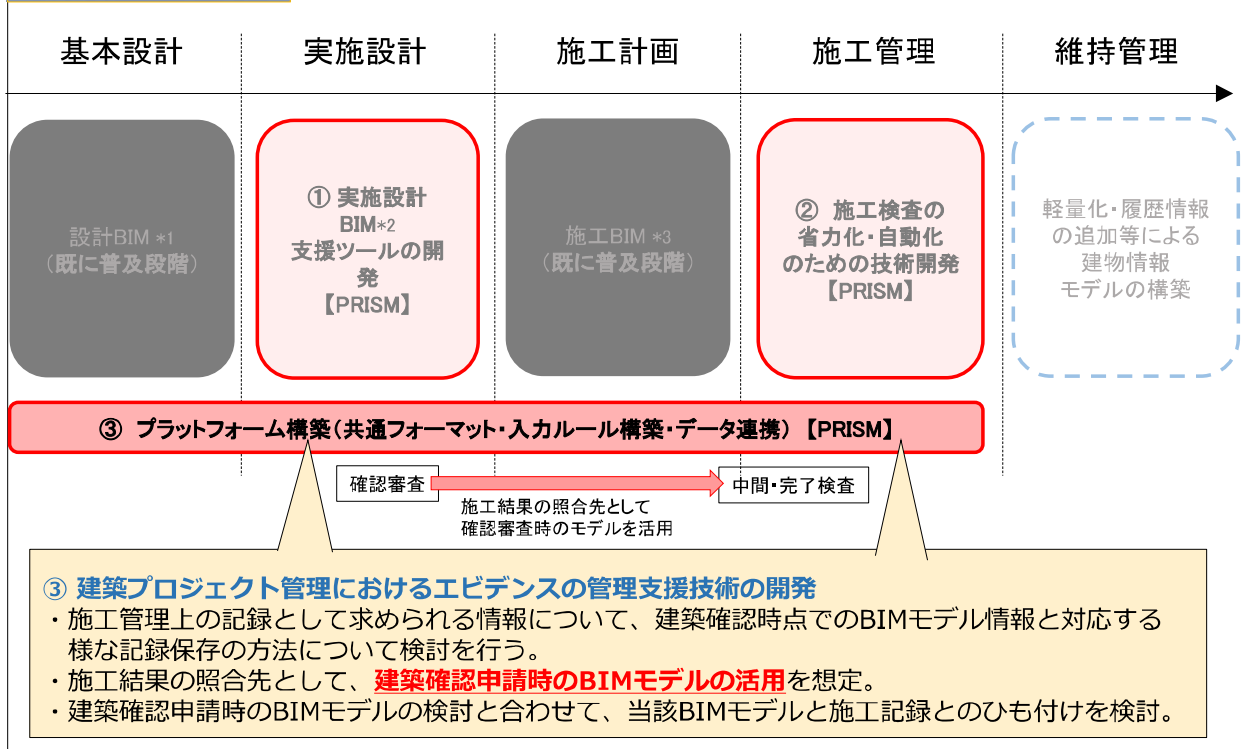 基本設計
実施設計
施工計画
施工管理
維持管理
設計BIM *1
（既に普及段階）
① 実施設計
BIM*2
支援ツールの開
発
【PRISM】
施工BIM *3
（既に普及段階）
② 施工検査の
省力化・自動化
のための技術開発
【PRISM】
軽量化・履歴情報
の追加等による
建物情報
モデルの構築
③ プラットフォーム構築（共通フォーマット・入力ルール構築・データ連携）【PRISM】
確認審査
中間・完了検査
施工結果の照合先として
確認審査時のモデルを活用
③ 建築プロジェクト管理におけるエビデンスの管理支援技術の開発
・施工管理上の記録として求められる情報について、建築確認時点でのBIMモデル情報と対応する
様な記録保存の方法について検討を行う。
・施工結果の照合先として、建築確認申請時のBIMモデルの活用を想定。
・建築確認申請時のBIMモデルの検討と合わせて、当該BIMモデルと施工記録とのひも付けを検討。